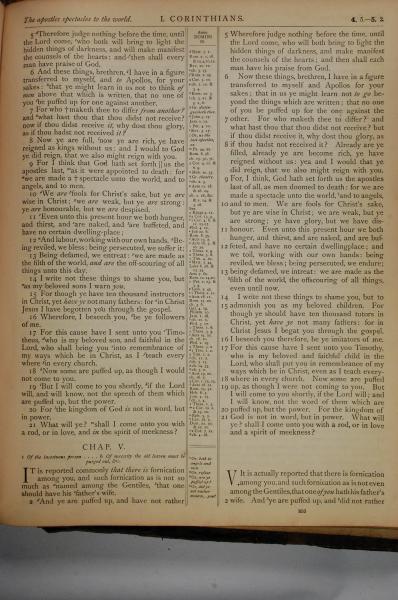 The apostles spectacles to the world.
I. CORINTHIANS.
4. 5.—5. 2.
5 Therefore judge nothing before the time, until
the Lord come, who both will bring to light the
hidden things of darkness, and will make manifest
the counsels of the hearts: and then shall every
man have praise of God.
6 And these things, brethren, I have in a figure
transferred to myself, and to Apollos, for your
sakes; that ye might learn in us not to think of
men above that which is written, that no one of
you be puffed up for one against another.
7 For who maketh thee to differ from another?
and what hast thou that thou didst not receive?
now if thou didst receive it, why dost thou glory,
as if thou hadst not received it?
8 Now ye are full, now ye are rich, ye have
reigned as kings without us: and I would to God
ye did reign, that we also might reign with you.
9 For I think that God hath set forth us the
apostles last, as it were appointed to death: for
we are made a spectacle unto the world, and to
angels, and to men.
10 We are fools for Christ's sake, but ye are
wise in Christ; we are weak, but ye are strong;
ye are honourable, but we are despised.
11 Even unto this present hour we both hunger,
and thirst, and are naked, and are buffeted, and
have no certain dwelling-place;
12 And labour, working with our own hands. Be-
ing reviled, we bless; being persecuted, we suffer it:
13 Being defamed, we entreat: we are made as
the filth of the world, and are the off-scouring of all
things unto this day.
14 I write not these things to shame you, but
as my beloved sons I warn you.
15 For though ye have ten thousand instructors
in Christ, yet have ye not many fathers: for in Christ
Jesus I have begotten you through the gospel.
16 Wherefore, I beseech you, be ye followers
of me.
17 For this cause have I sent unto you Timo-
theus, who is my beloved son, and faithful in the
Lord, who shall bring you into remembrance of
my ways which be in Christ, as I teach every
where in every church.
18 Now some are puffed up, as though I would
not come to you.
19 But I will come to you shortly, if the Lord
will, and will know, not the speech of them which
are puffed up, but the power.
20 For the kingdom of God is not in word, but
in power.
21 What will ye? shall I come unto you with
a rod, or in love, and in the spirit of meekness?
CHAP. V.
1 Of the incestuous person 6 Of necessity the old leaven must be
purged out, &c.
IT is reported commonly that there is fornication
among you, and such fornication as is not so
much as named among the Gentiles, that one
should have his father's wife.
2 And ye are puffed up, and have not rather
Anno
DOMINI
5 Wherefore judge nothing before the time, until
the Lord come, who will both bring to light the
hidden things of darkness, and make manifest
the counsels of the hearts; and then shall each
man have his praise from God.
6 Now these things, brethren, I have in a figure
transferred to myself and Apollos for your
sakes; that in us ye might learn not to go be-
yond the things which are written; that no one
of you be puffed up for the one against the
7 other. For who maketh thee to differ? and
what hast thou that thou didst not receive? but
if thou didst receive it, why dost thou glory, as
8 if thou hadst not received it? Already are ye
filled, already ye are become rich, ye have
reigned without us: yea and I would that ye
did reign, that we also might reign with you.
9 For, I think, God hath set forth us the apostles
last of all, as men doomed to death: for we are
made a spectacle unto the world, and to angels,
10 and to men. We are fools for Christ's sake,
but ye are wise in Christ; we are weak, but ye
are strong; ye have glory, but we have dis-
11 honour. Even unto this present hour we both
hunger, and thirst, and are naked, and are buf-
12 feted, and have no certain dwellingplace; and
we toil, working with our own hands: being
reviled, we bless; being persecuted, we endure;
13 being defamed, we intreat: we are made as the
filth of the world, the offscouring of all things,
even until now.
14 I write not these things to shame you, but to
15 admonish you as my beloved children. For
though ye should have ten thousand tutors in
Christ, yet have ye not many fathers: for in
Christ Jesus I begat you through the gospel.
16 I beseech you therefore, be ye imitators of me.
17 For this cause have I sent unto you Timothy,
who is my beloved and faithful child in the
Lord, who shall put you in remembrance of my
ways which be in Christ, even as I teach every-
18 where in every church. Now some are puffed
19 up, as though I were not coming to you. But
I will come to you shortly, if the Lord will; and
I will know, not the word of them which are
20 puffed up, but the power. For the kingdom of
21 God is not in word, but in power. What will
ye? shall I come unto you with a rod, or in love
and a spirit of meekness?
V. It is actually reported that there is fornication
among you, and such fornication as is not even
among the Gentiles, that one of you hath his father's
2 wife. And ye are puffed up, and did not rather